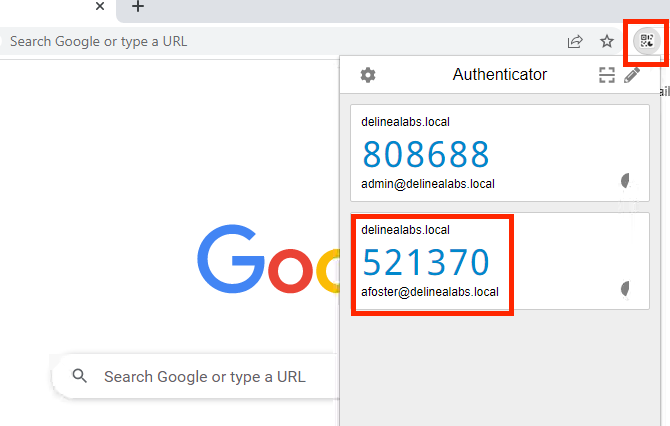 Search Google or type a URL
Authenticator
delinealabs.local
808688
admin@delinealabs.local
delinealabs.local
521370
afoster@delinealabs.local
Goo
Search Google or type a URL